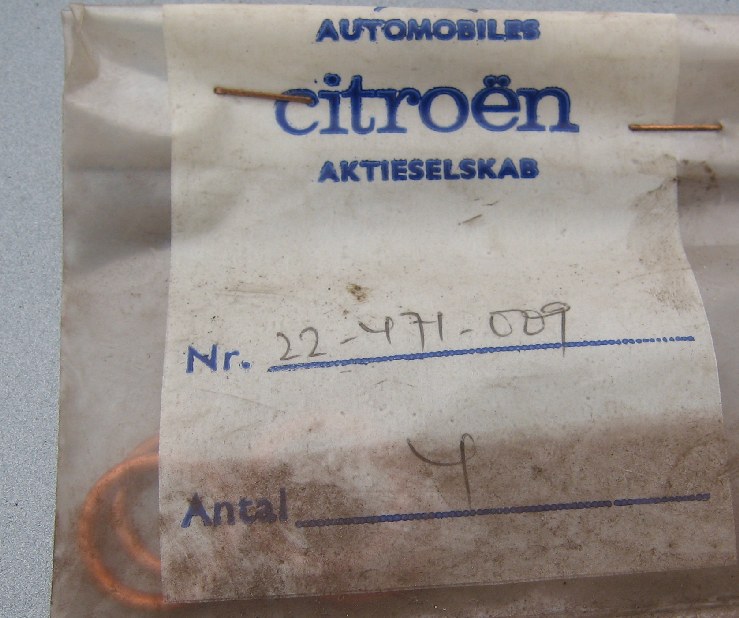 AUTOMOBILES
citroën
AKTIESELSKAB
Nr. 22-471-009
Antal 4